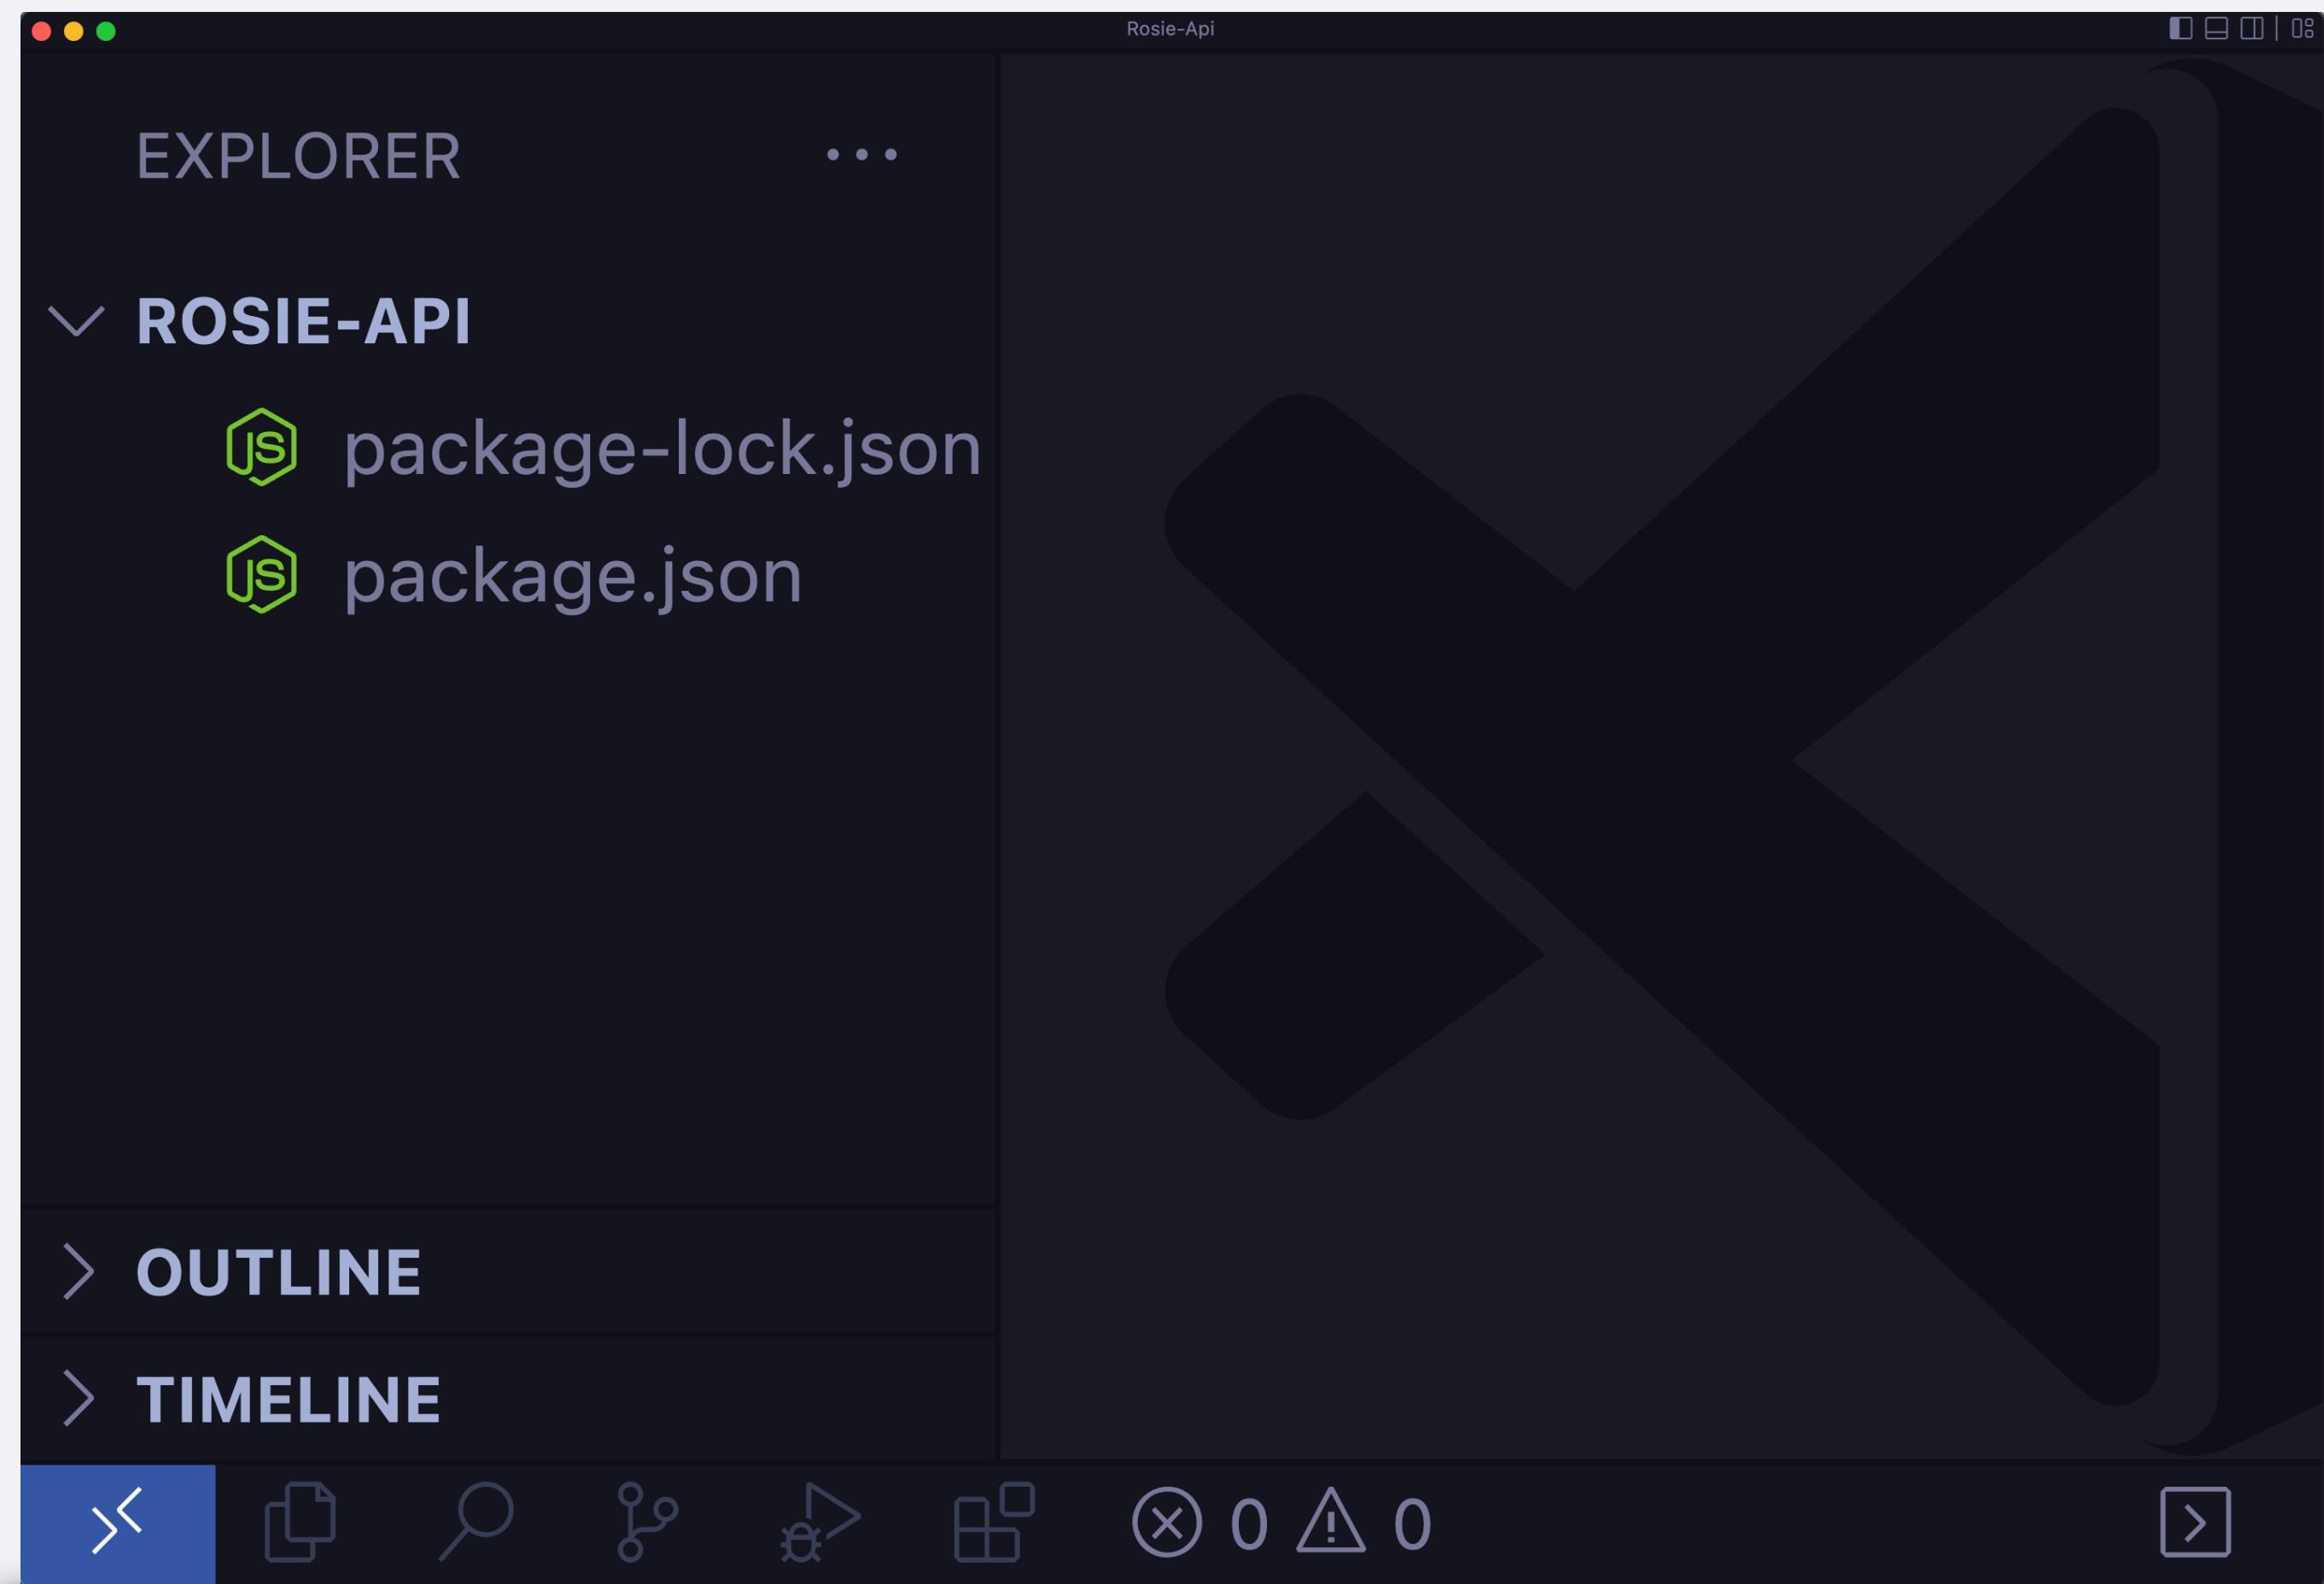 Rosie-Api
EXPLORER
ROSIE-API
package-lock.json
package.json
OUTLINE
TIMELINE
0 0